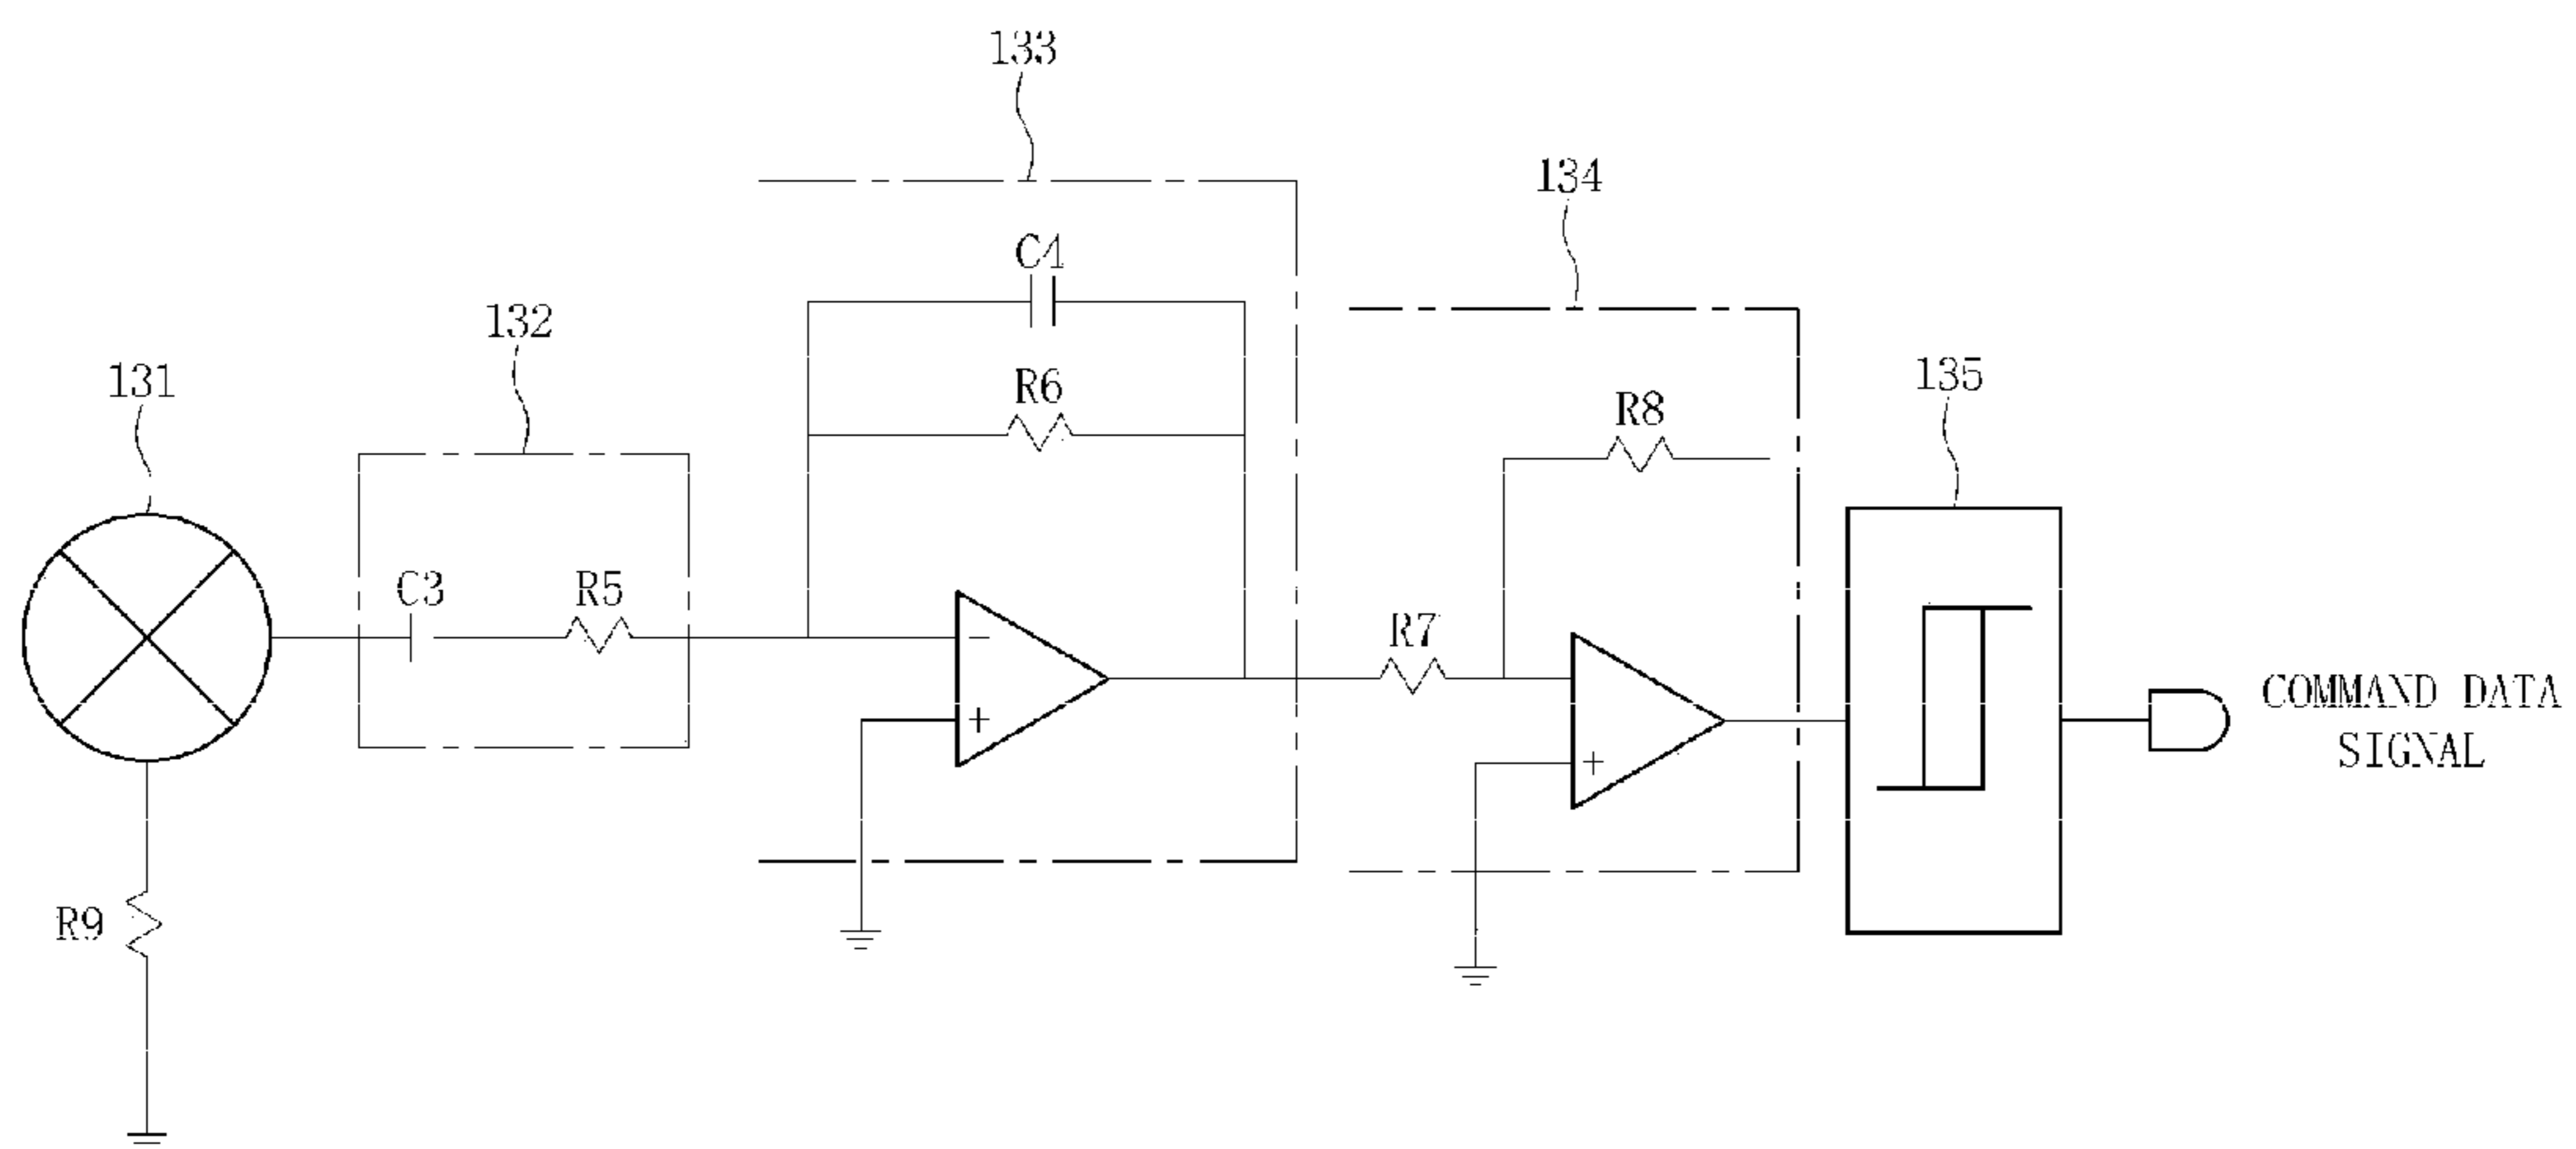 133
134
C4
132
135
131
R6
R8
C3
R5
−
R7
+
+
COMMAND DATA
SIGNAL
R9